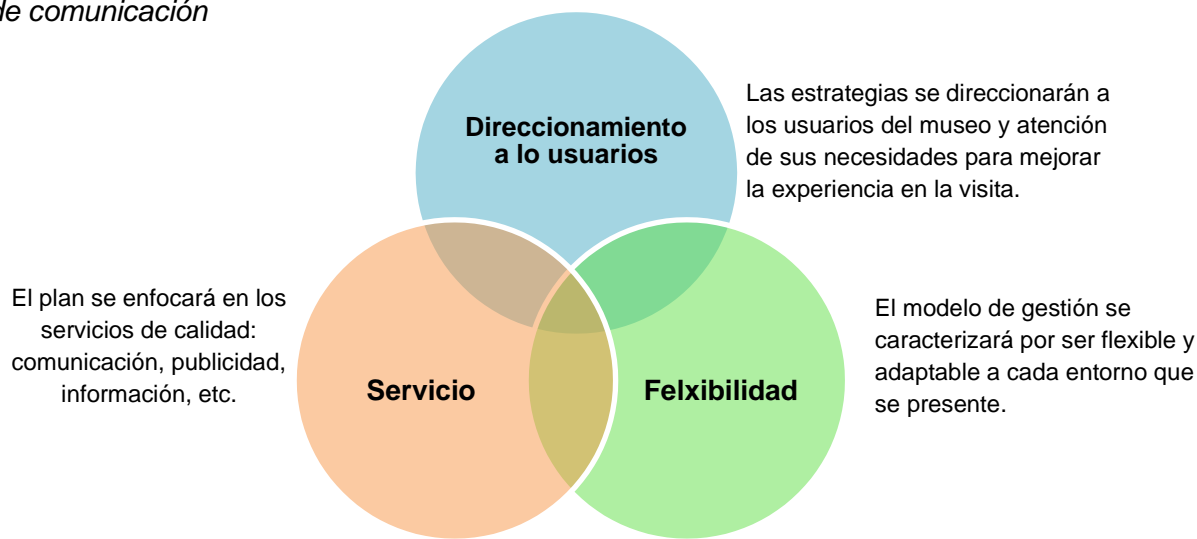 de comunicación
Direccionamiento
a lo usuarios
Las estrategias se direccionarán a
los usuarios del museo y atención
de sus necesidades para mejorar
la experiencia en la visita.
El plan se enfocará en los
servicios de calidad:
comunicación, publicidad,
información, etc.
Servicio
Felxibilidad
El modelo de gestión se
caracterizará por ser flexible y
adaptable a cada entorno que
se presente.